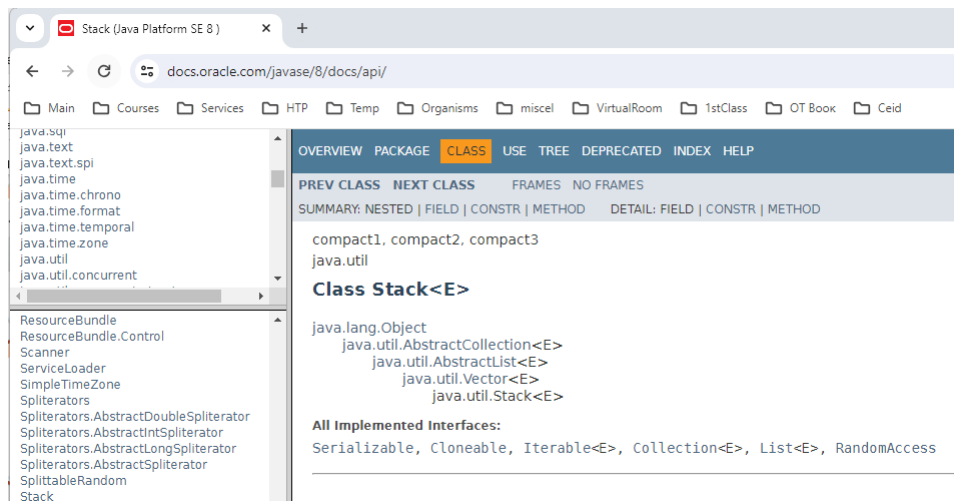 Stack (Java Platform SE 8 )
docs.oracle.com/javase/8/docs/api/
Main Courses Services HTP Temp Organisms miscel VirtualRoom 1stClass OT Book Ceid
java.sql
java.text
java.text.spi
java.time
java.time.chrono
java.time.format
java.time.temporal
java.time.zone
java.util
java.util.concurrent
ResourceBundle
ResourceBundle.Control
Scanner
ServiceLoader
SimpleTimeZone
Spliterators
Spliterators.AbstractDoubleSpliterator
Spliterators.AbstractIntSpliterator
Spliterators.AbstractLongSpliterator
Spliterators.AbstractSpliterator
SplittableRandom
Stack
OVERVIEW PACKAGE CLASS USE TREE DEPRECATED INDEX HELP
PREV CLASS NEXT CLASS FRAMES NO FRAMES
SUMMARY: NESTED | FIELD | CONSTR | METHOD DETAIL: FIELD | CONSTR | METHOD
compact1, compact2, compact3
java.util
Class Stack<E>
java.lang.Object
java.util.AbstractCollection<E>
java.util.AbstractList<E>
java.util.Vector<E>
java.util.Stack<E>
All Implemented Interfaces:
Serializable, Cloneable, Iterable<E>, Collection<E>, List<E>, RandomAccess